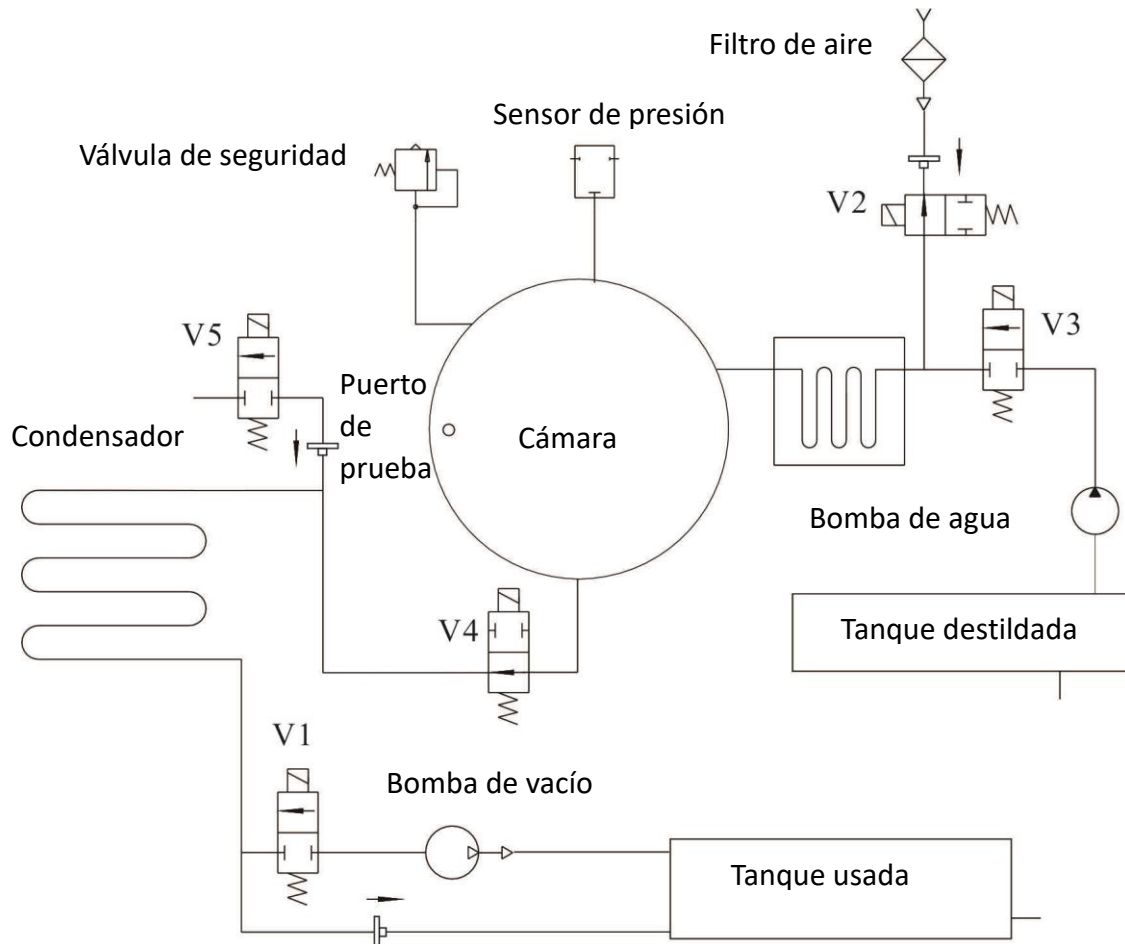 Filtro de aire
Sensor de presión
Válvula de seguridad
V2
V5
V3
Puerto
de
prueba
Condensador
Cámara
Bomba de agua
V4
Tanque destildada
V1
Bomba de vacío
Tanque usada